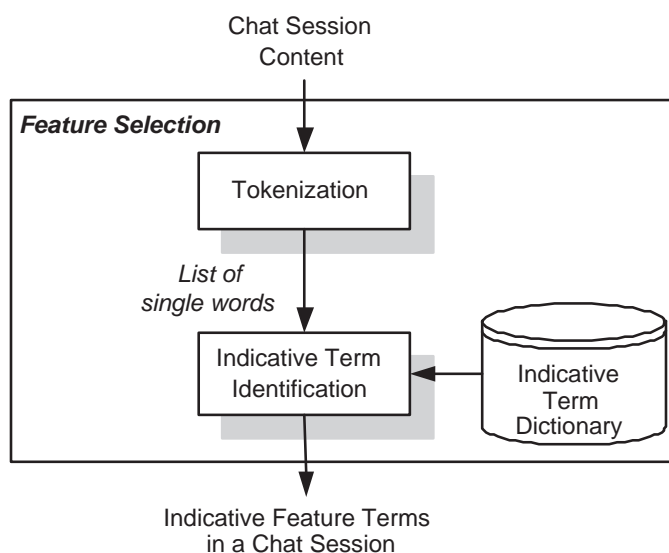 Chat Session
Content
Feature Selection
Tokenization
List of
single words
Indicative Term
Identification
Indicative
Term
Dictionary
Indicative Feature Terms
in a Chat Session